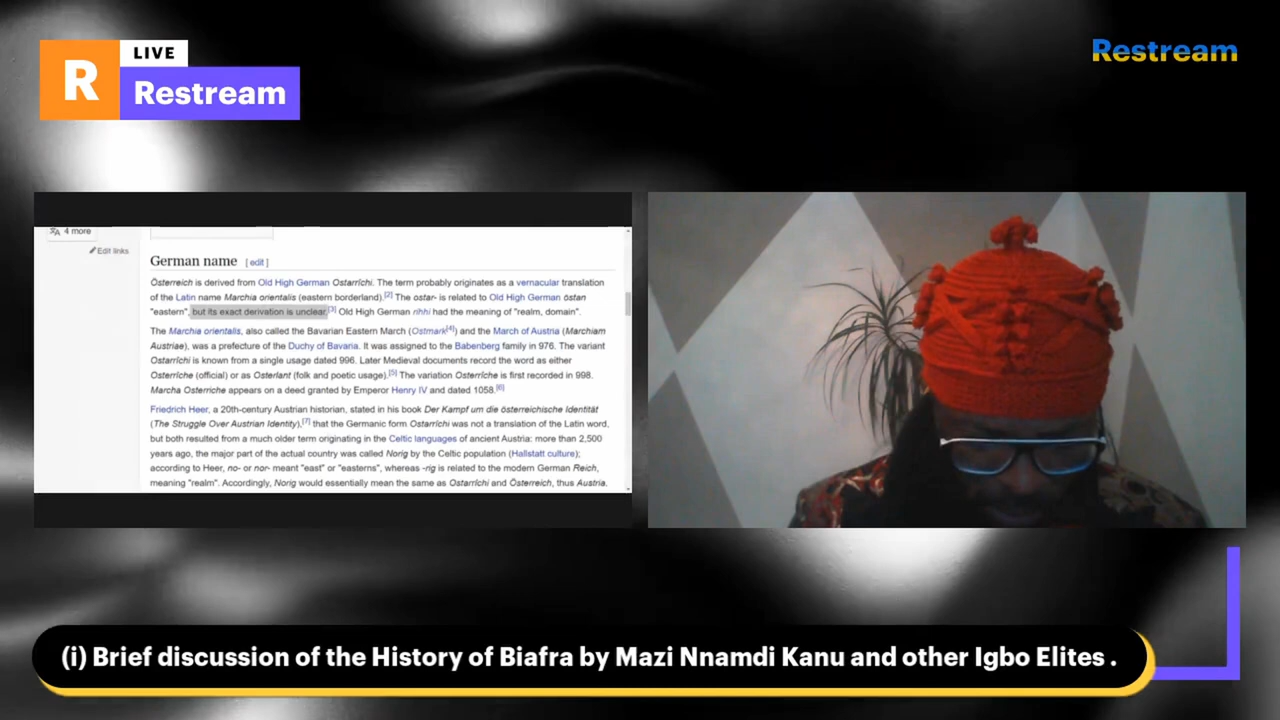 LIVE
R
Restream
Restream
4 more
Edit links
German name [ edit ]
Österreich is derived from Old High German Ostarrîchi. The term probably originates as a vernacular translation
of the Latin name Marchia orientalis (eastern borderland).[2] The ostar- is related to Old High German ōstan
"eastern", but its exact derivation is unclear.[3] Old High German rihhi had the meaning of "realm, domain".
The Marchia orientalis, also called the Bavarian Eastern March (Ostmark[4]) and the March of Austria (Marchiam
Austriae), was a prefecture of the Duchy of Bavaria. It was assigned to the Babenberg family in 976. The variant
Ostarrîchi is known from a single usage dated 996. Later Medieval documents record the word as either
Osterrîche (official) or as Osterlant (folk and poetic usage).[5] The variation Osterrîche is first recorded in 998.
Marcha Osterriche appears on a deed granted by Emperor Henry IV and dated 1058.[6]
Friedrich Heer, a 20th-century Austrian historian, stated in his book Der Kampf um die österreichische Identität
(The Struggle Over Austrian Identity),[7] that the Germanic form Ostarrîchi was not a translation of the Latin word,
but both resulted from a much older term originating in the Celtic languages of ancient Austria: more than 2,500
years ago, the major part of the actual country was called Norig by the Celtic population (Hallstatt culture);
according to Heer, no- or nor- meant "east" or "easterns", whereas -rig is related to the modern German Reich,
meaning "realm". Accordingly, Norig would essentially mean the same as Ostarrîchi and Österreich, thus Austria.
(i) Brief discussion of the History of Biafra by Mazi Nnamdi Kanu and other Igbo Elites .